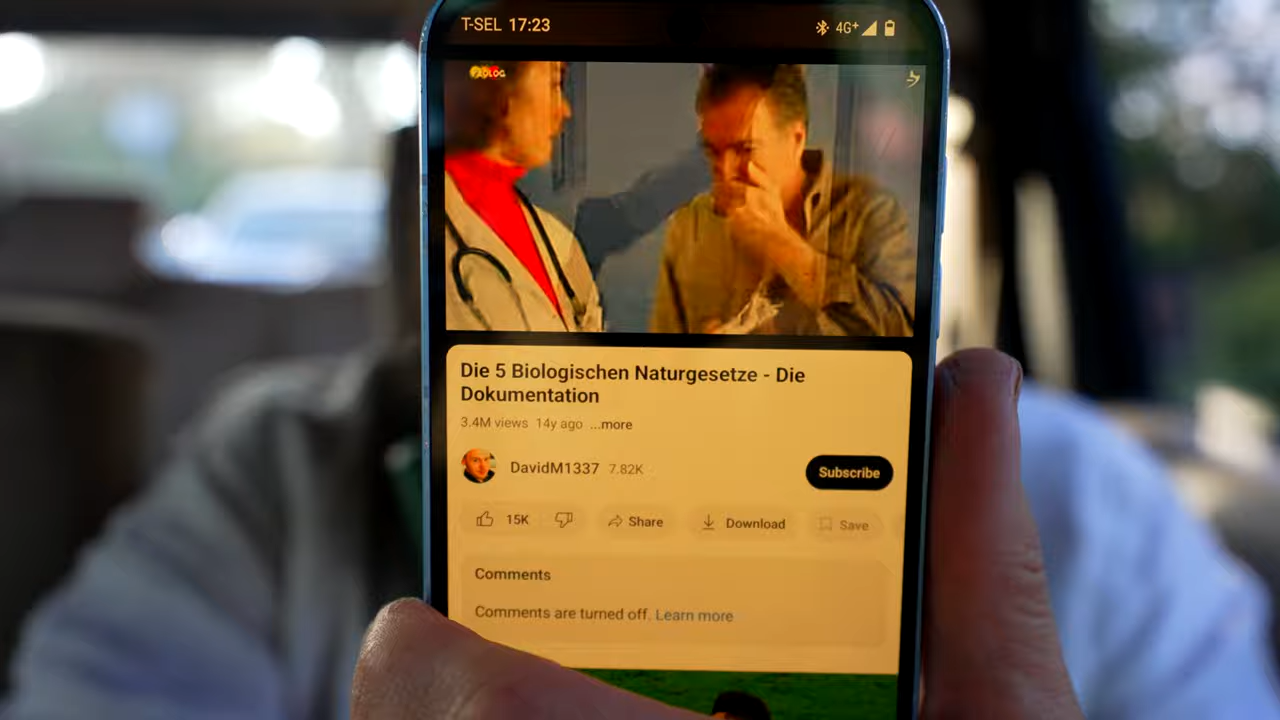 T-SEL 17:23
4G+
Die 5 Biologischen Naturgesetze - Die
Dokumentation
3.4M views 14y ago ...more
DavidM1337 7.82K
Subscribe
15K
Share
Download
Save
Comments
Comments are turned off. Learn more